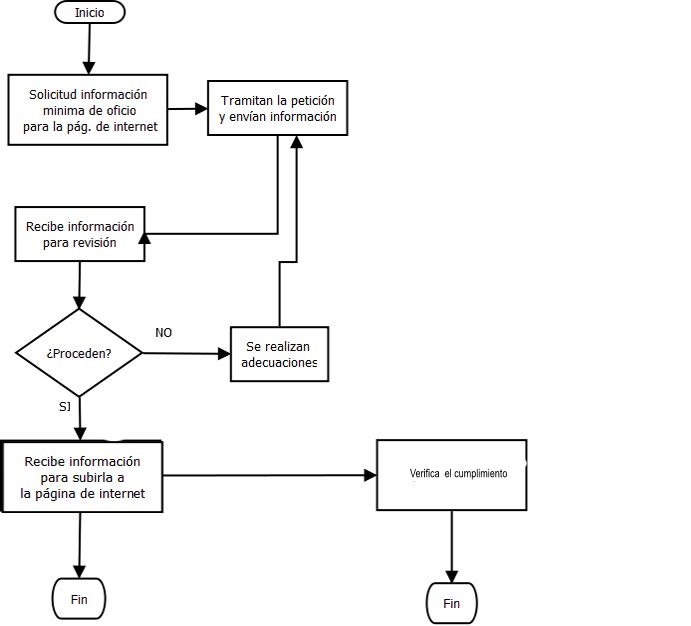 Inicio
Solicitud información
minima de oficio
para la pág. de internet
Tramitan la petición
y envían información
Recibe información
para revisión
¿Proceden?
NO
Se realizan
adecuaciones
SI
Recibe información
para subirla a
la página de internet
Verifica el cumplimiento
Fin
Fin